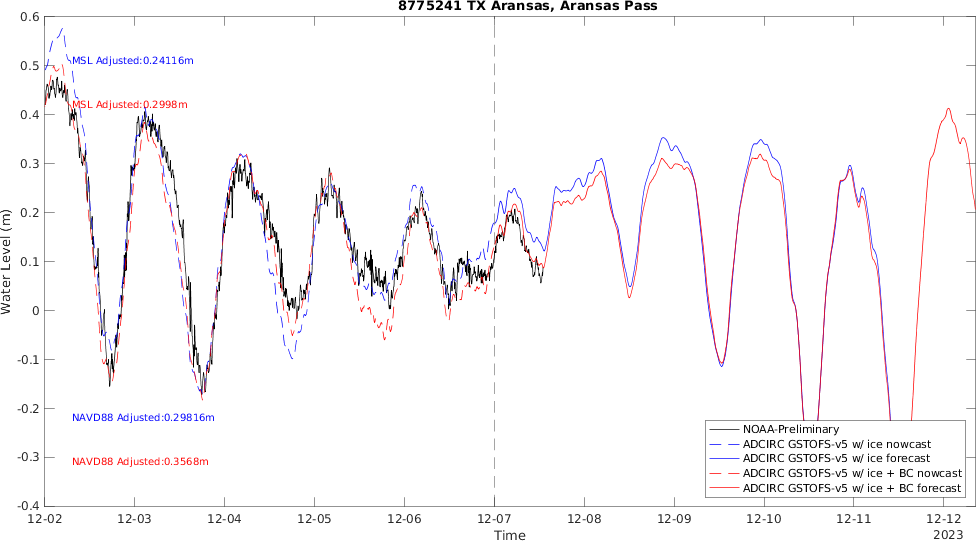 8775241 TX Aransas, Aransas Pass
0.6
0.5
0.4
0.3
0.2
0.1
0
-0.1
-0.2
-0.3
-0.4
Water Level (m)
MSL Adjusted:0.24116m
MSL Adjusted:0.2998m
NAVD88 Adjusted:0.29816m
NAVD88 Adjusted:0.3568m
NOAA-Preliminary
ADCIRC GSTOFS-v5 w/ ice nowcast
ADCIRC GSTOFS-v5 w/ ice forecast
ADCIRC GSTOFS-v5 w/ ice + BC nowcast
ADCIRC GSTOFS-v5 w/ ice + BC forecast
12-02 12-03 12-04 12-05 12-06 12-07 12-08 12-09 12-10 12-11 12-12
2023
Time